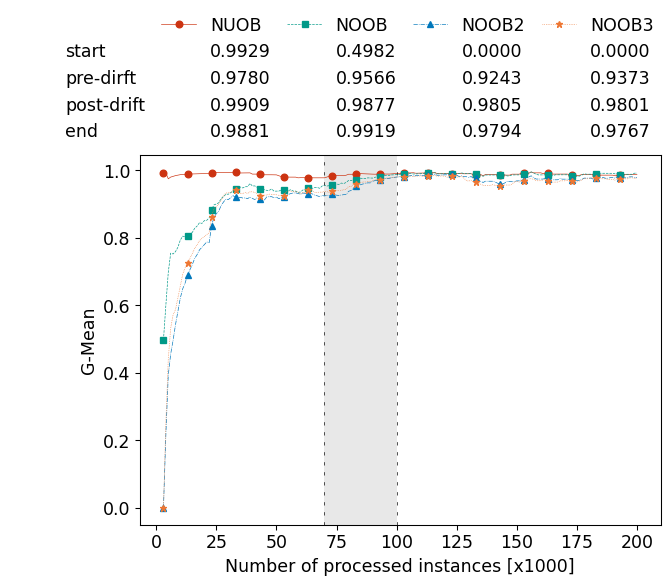 NUOB NOOB NOOB2 NOOB3
start 0.9929 0.4982 0.0000 0.0000
pre-dirft 0.9780 0.9566 0.9243 0.9373
post-drift 0.9909 0.9877 0.9805 0.9801
end 0.9881 0.9919 0.9794 0.9767
1.0
0.8
0.6
0.4
0.2
0.0
G-Mean
0 25 50 75 100 125 150 175 200
Number of processed instances [x1000]